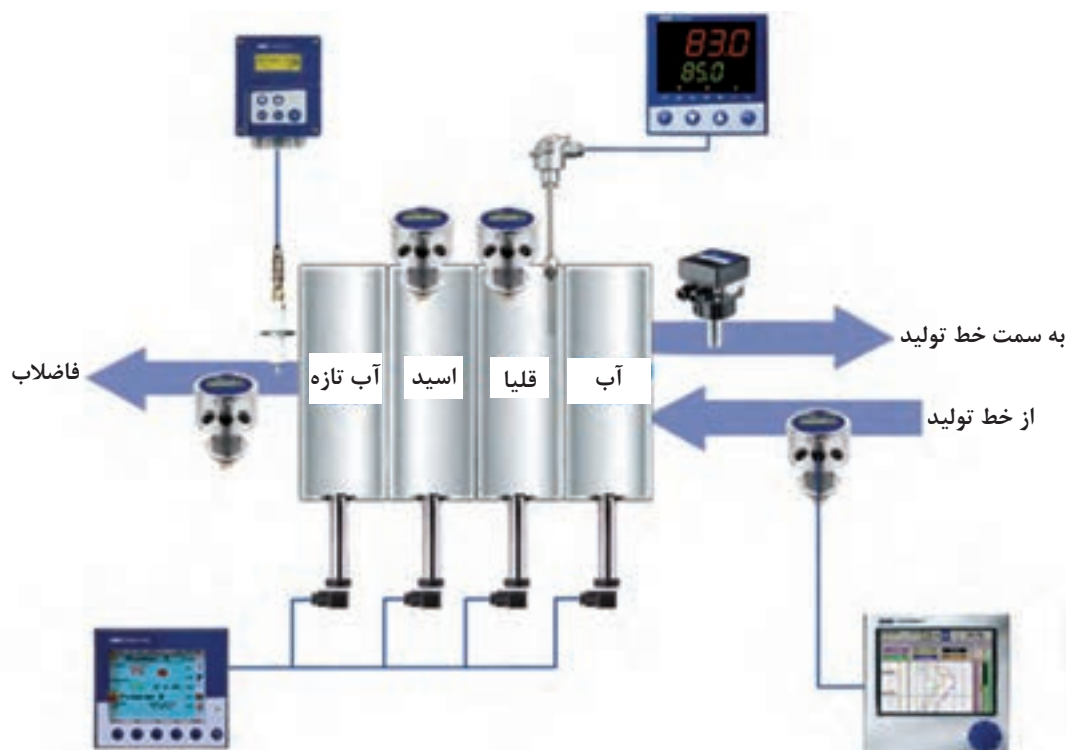 83.0
85.0
به سمت خط تولید
فاضلاب
آب تازه
اسید
قلیا
آب
از خط تولید